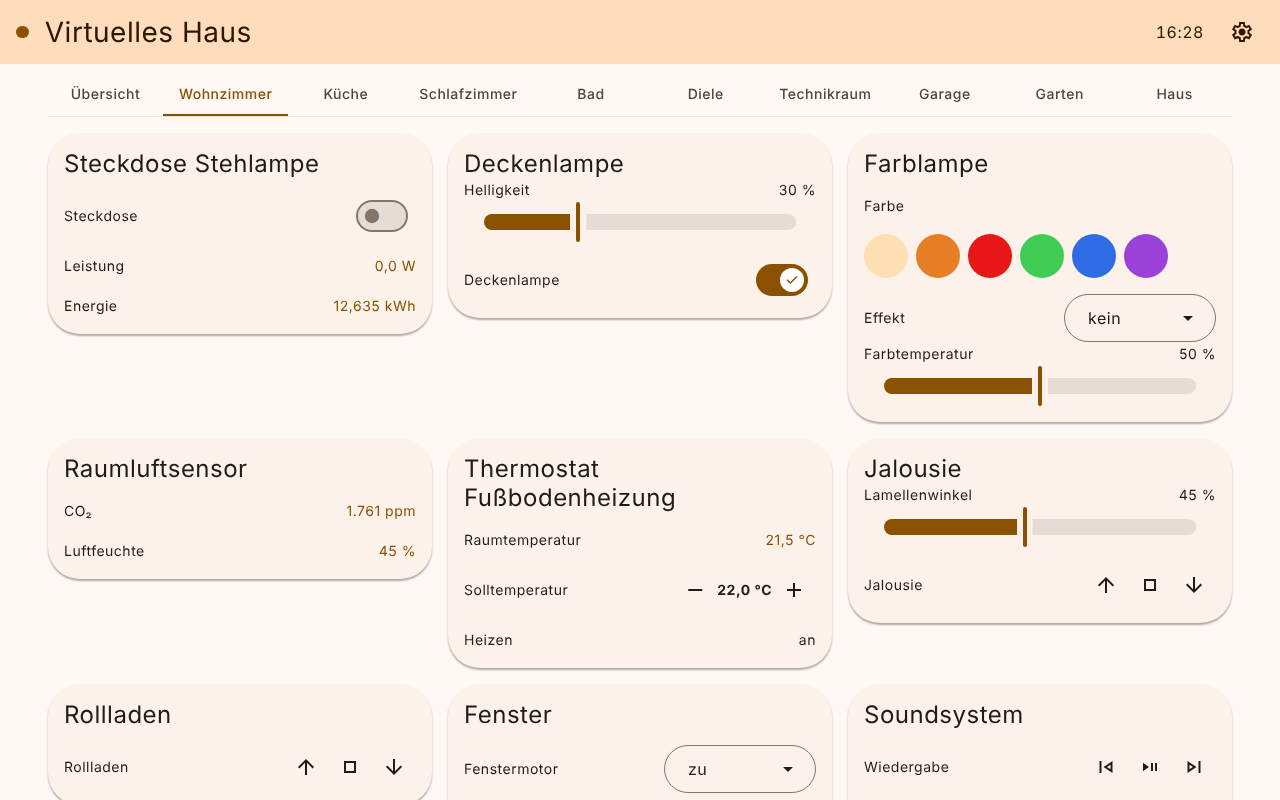 Virtuelles Haus
16:28
Übersicht
Wohnzimmer
Küche
Schlafzimmer
Bad
Diele
Technikraum
Garage
Garten
Haus
Steckdose Stehlampe
Steckdose
Leistung 0,0 W
Energie 12,635 kWh
Deckenlampe
Helligkeit 30 %
Deckenlampe
Farblampe
Farbe
Effekt kein
Farbtemperatur 50 %
Raumluftsensor
CO₂ 1.761 ppm
Luftfeuchte 45 %
Thermostat
Fußbodenheizung
Raumtemperatur 21,5 °C
Solltemperatur 22,0 °C
Heizen an
Jalousie
Lamellenwinkel 45 %
Jalousie
Rollladen
Rollladen
Fenster
Fenstermotor zu
Soundsystem
Wiedergabe